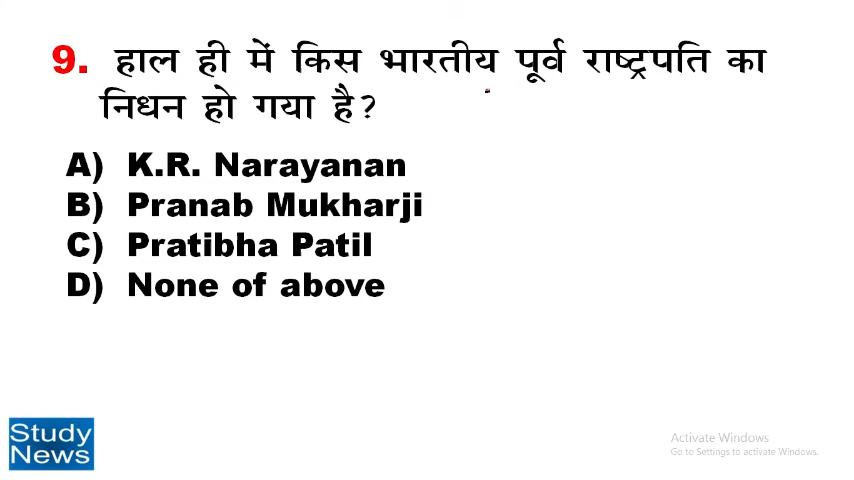 9. हाल ही में किस भारतीय पूर्व राष्ट्रपति का
निधन हो गया है?
A) K.R. Narayanan
B) Pranab Mukharji
C) Pratibha Patil
D) None of above
Study
News
Activate Windows
Go to Settings to activate Windows.